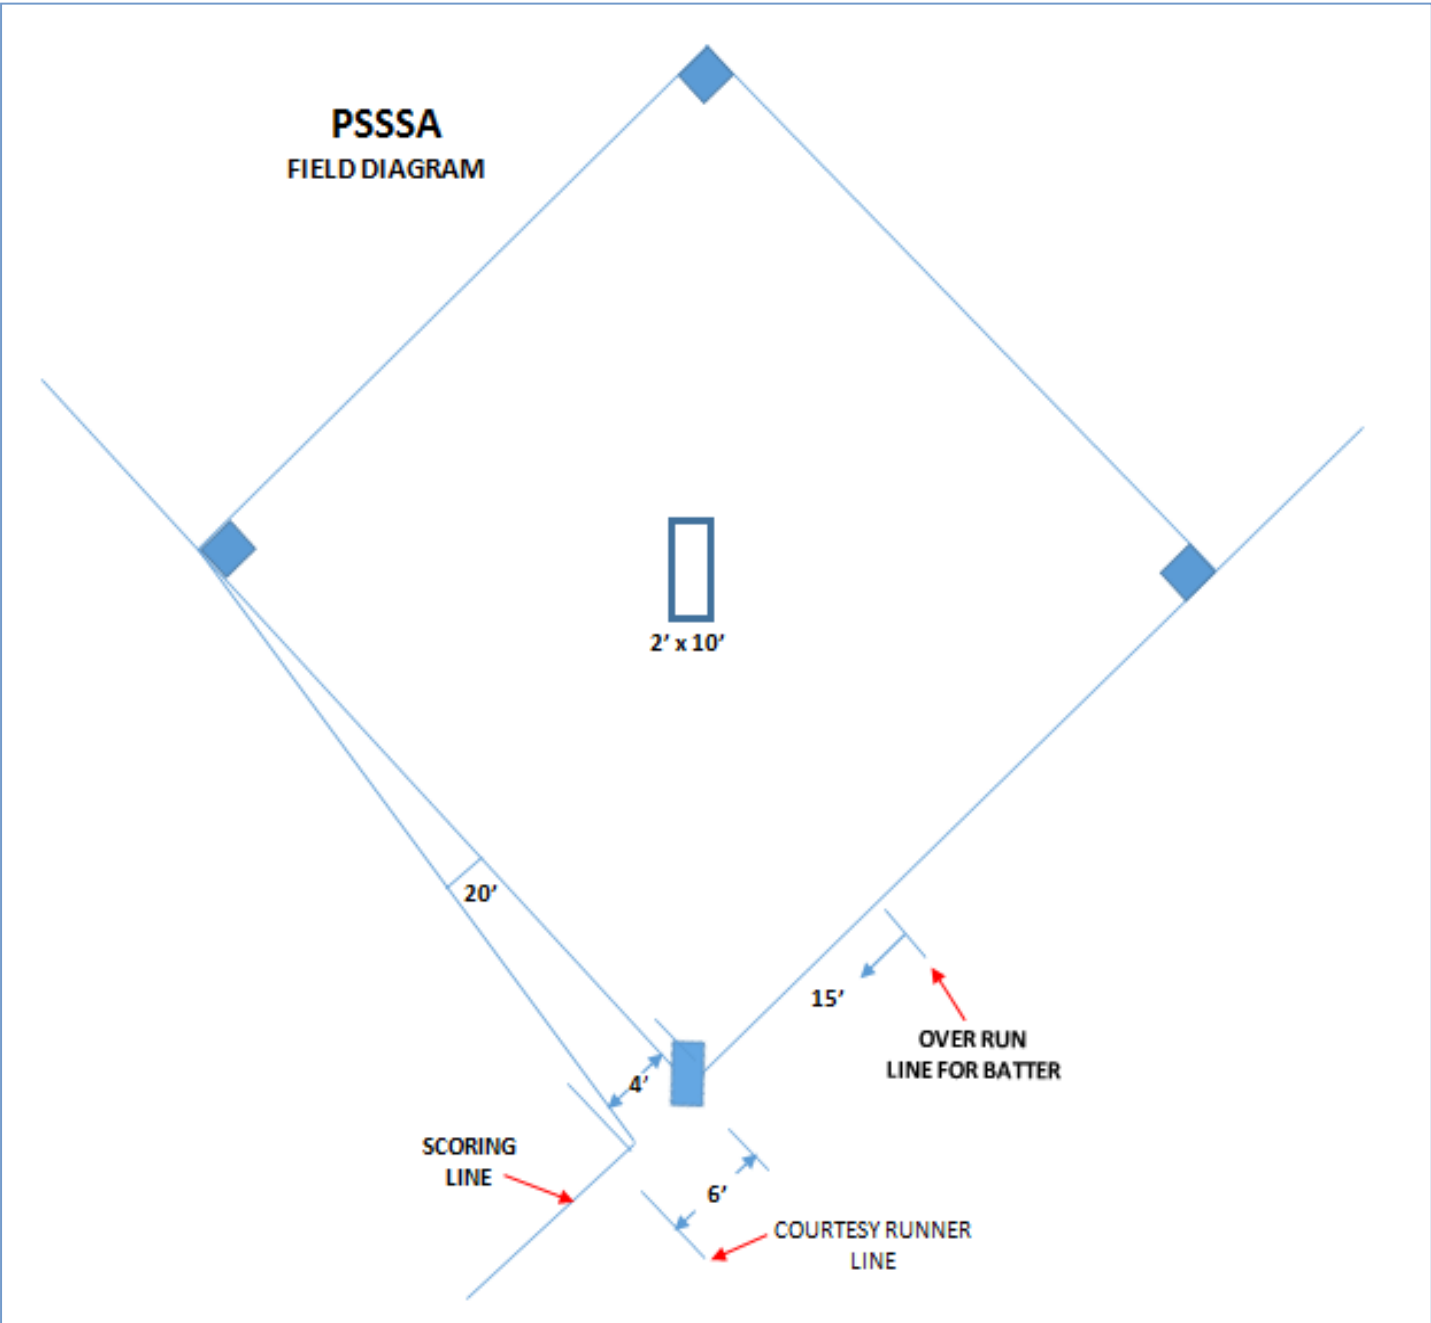 PSSSA
FIELD DIAGRAM
2’ x 10’
20’
15’
OVER RUN
LINE FOR BATTER
4’
SCORING
LINE
6’
COURTESY RUNNER
LINE